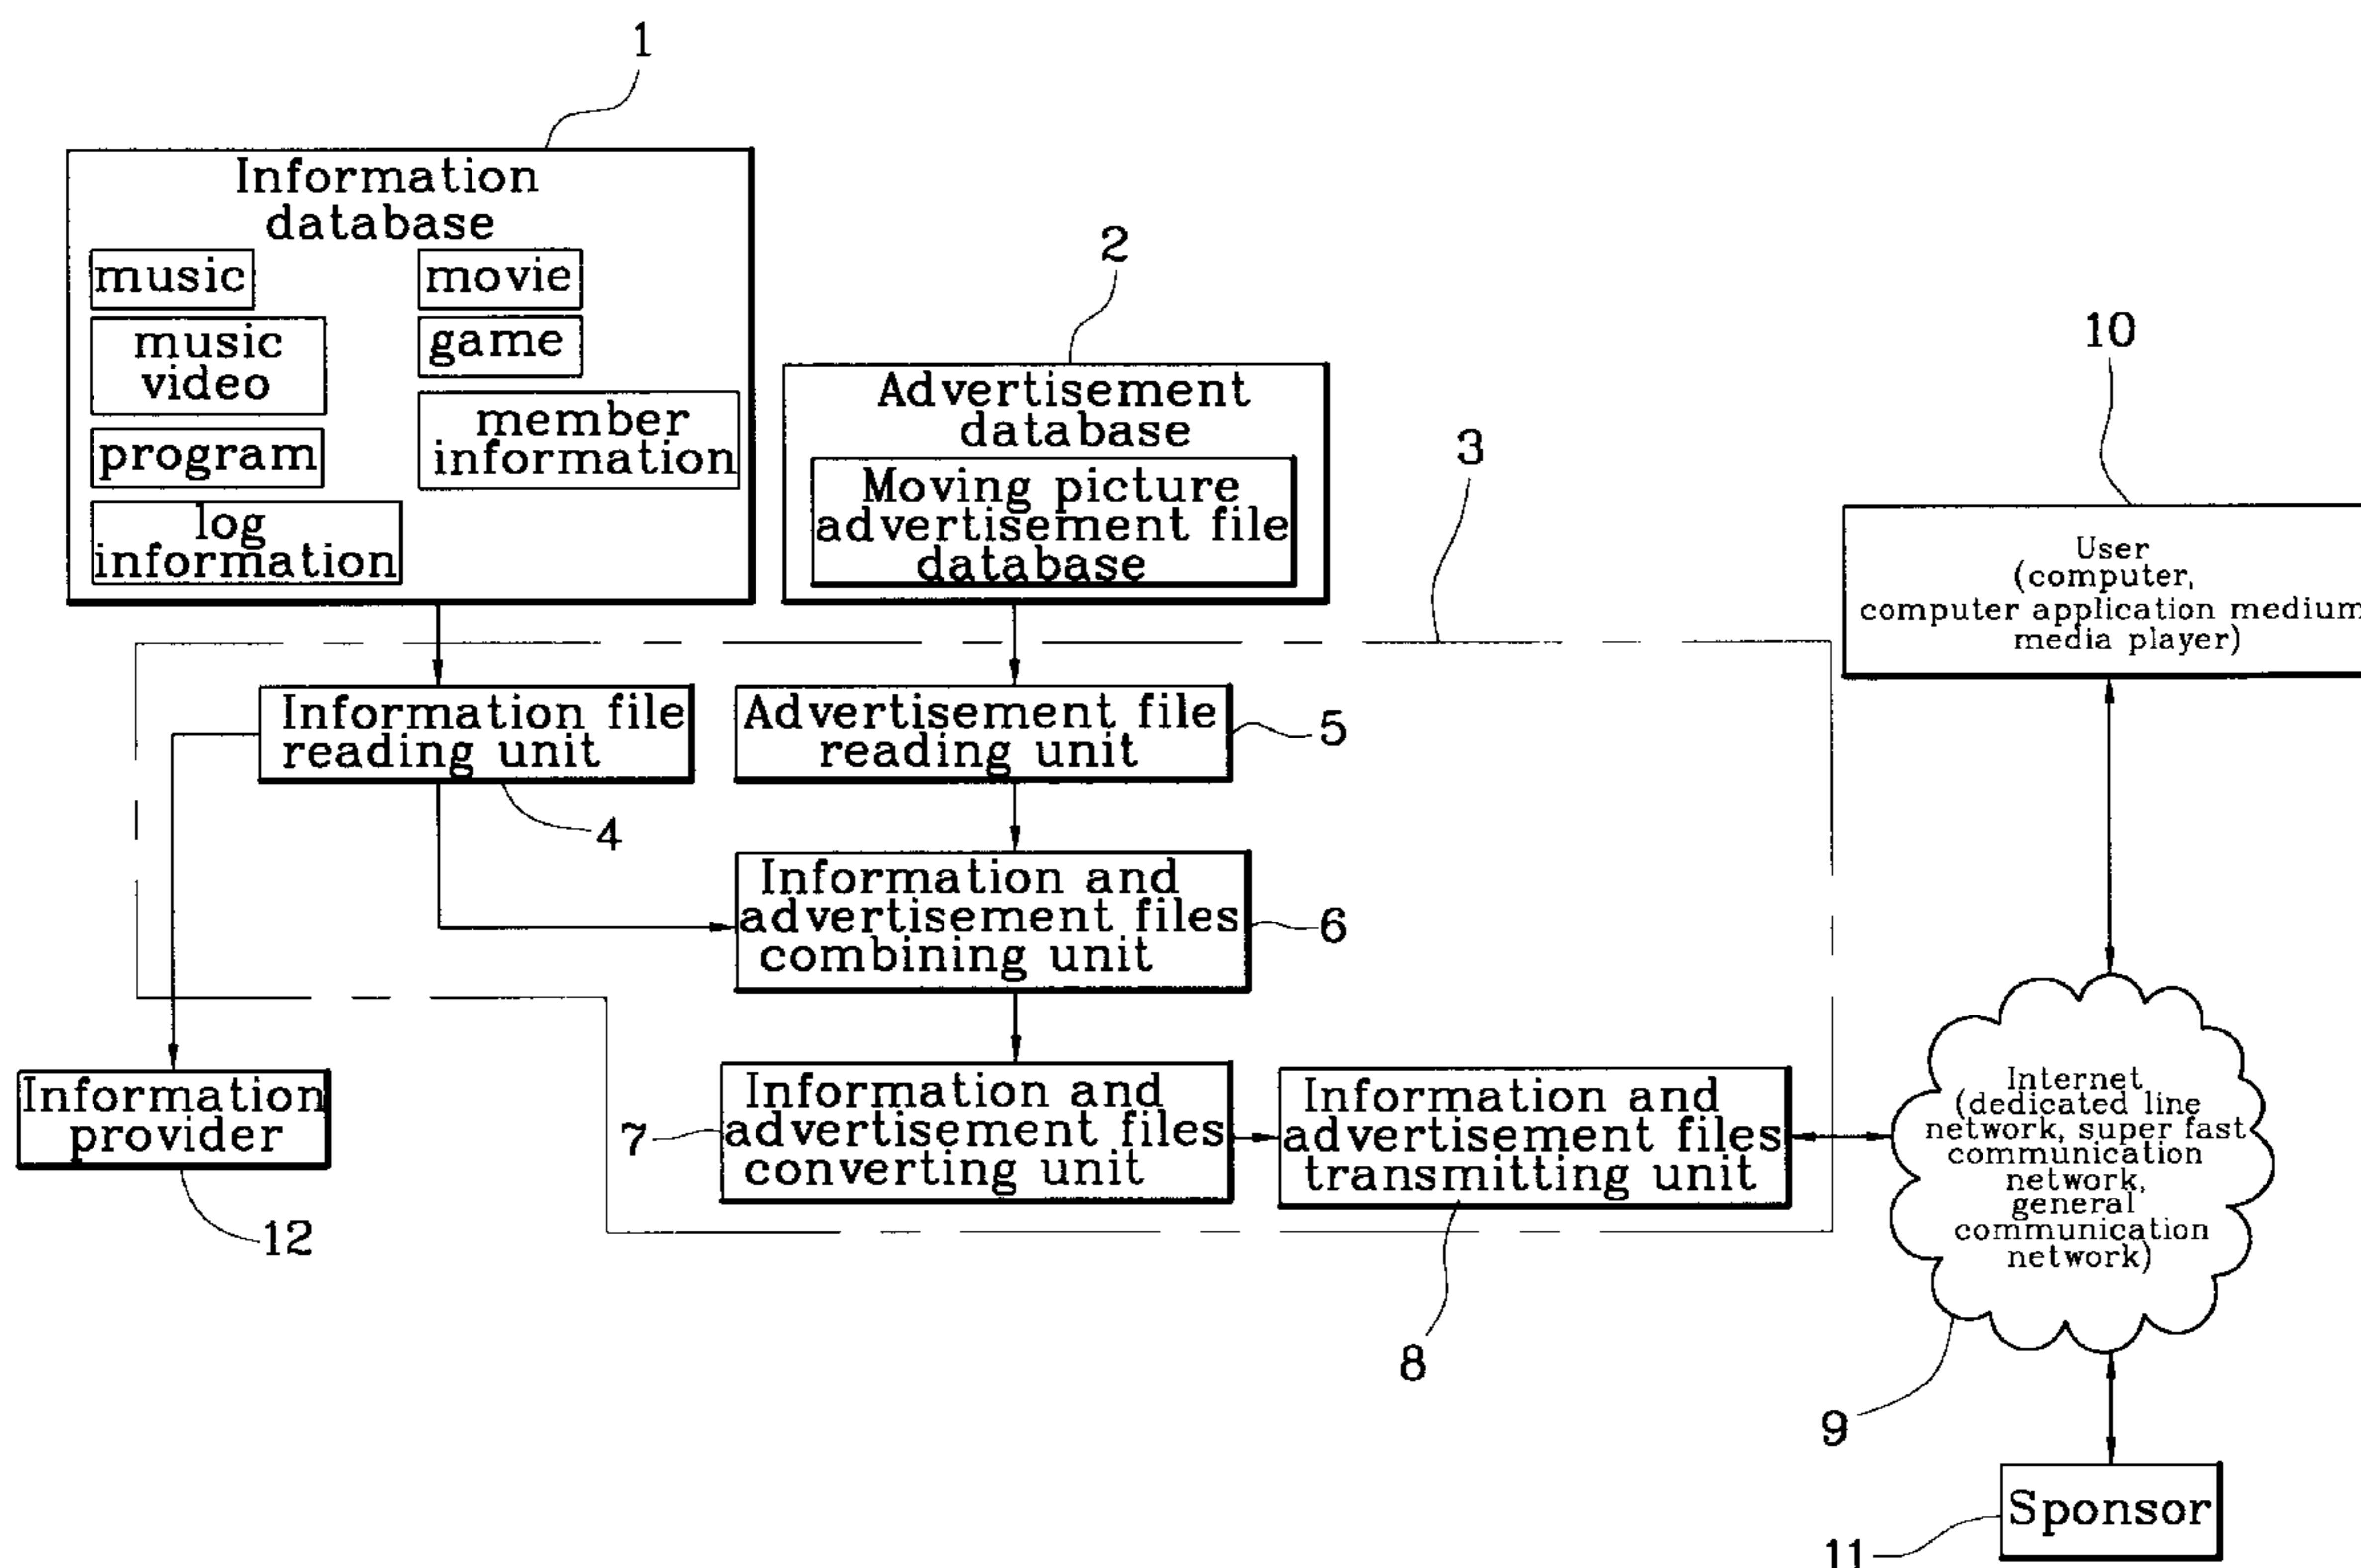 1
Information
database
music
movie
music
video
game
program
member
information
log
information
2
Advertisement
database
Moving picture
advertisement file
database
3
10
User
(computer,
computer application medium
media player)
Information file
reading unit
4
Advertisement file
reading unit
5
Information and
advertisement files
combining unit
6
Information
provider
12
7
Information and
advertisement files
converting unit
Information and
advertisement files
transmitting unit
8
Internet
(dedicated line
network, super fast
communication
network,
general
communication
network)
9
Sponsor
11